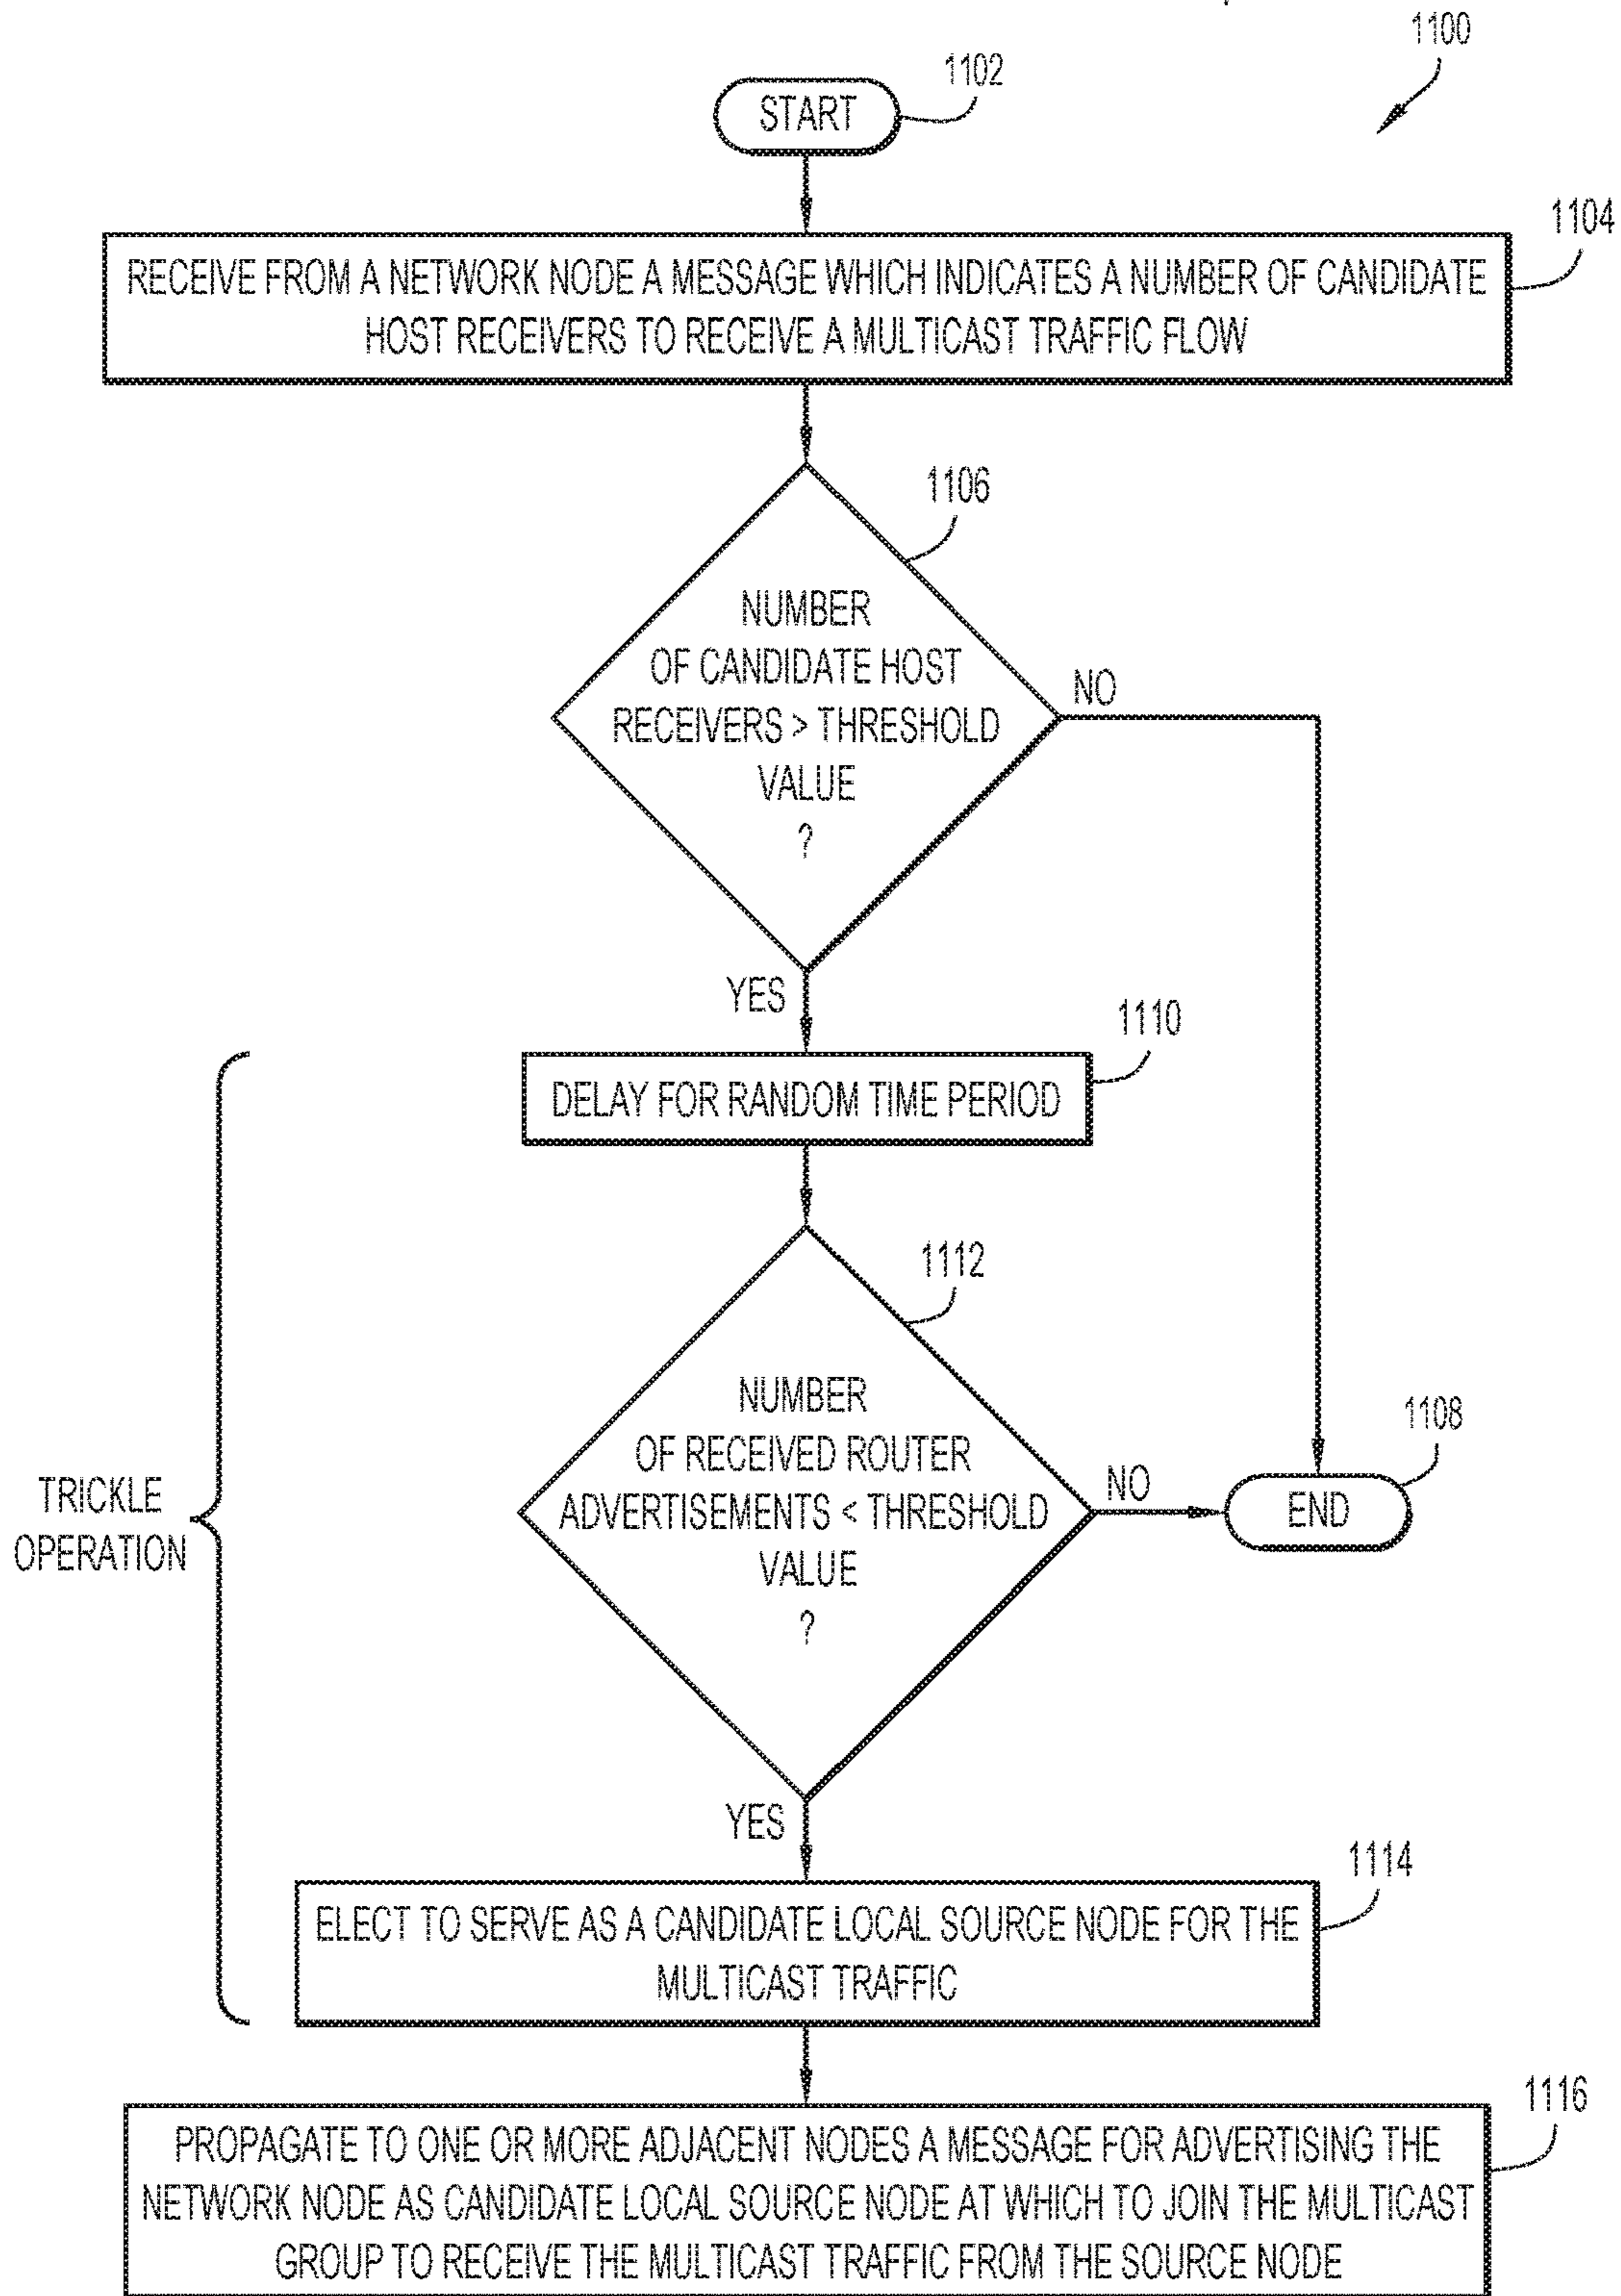 1100
1102
START
1104
RECEIVE FROM A NETWORK NODE A MESSAGE WHICH INDICATES A NUMBER OF CANDIDATE
HOST RECEIVERS TO RECEIVE A MULTICAST TRAFFIC FLOW
1106
NUMBER
OF CANDIDATE HOST
RECEIVERS > THRESHOLD
VALUE
?
NO
YES
1110
DELAY FOR RANDOM TIME PERIOD
1112
NUMBER
OF RECEIVED ROUTER
ADVERTISEMENTS < THRESHOLD
VALUE
?
NO
1108
END
TRICKLE
OPERATION
YES
1114
ELECT TO SERVE AS A CANDIDATE LOCAL SOURCE NODE FOR THE
MULTICAST TRAFFIC
1116
PROPAGATE TO ONE OR MORE ADJACENT NODES A MESSAGE FOR ADVERTISING THE
NETWORK NODE AS CANDIDATE LOCAL SOURCE NODE AT WHICH TO JOIN THE MULTICAST
GROUP TO RECEIVE THE MULTICAST TRAFFIC FROM THE SOURCE NODE